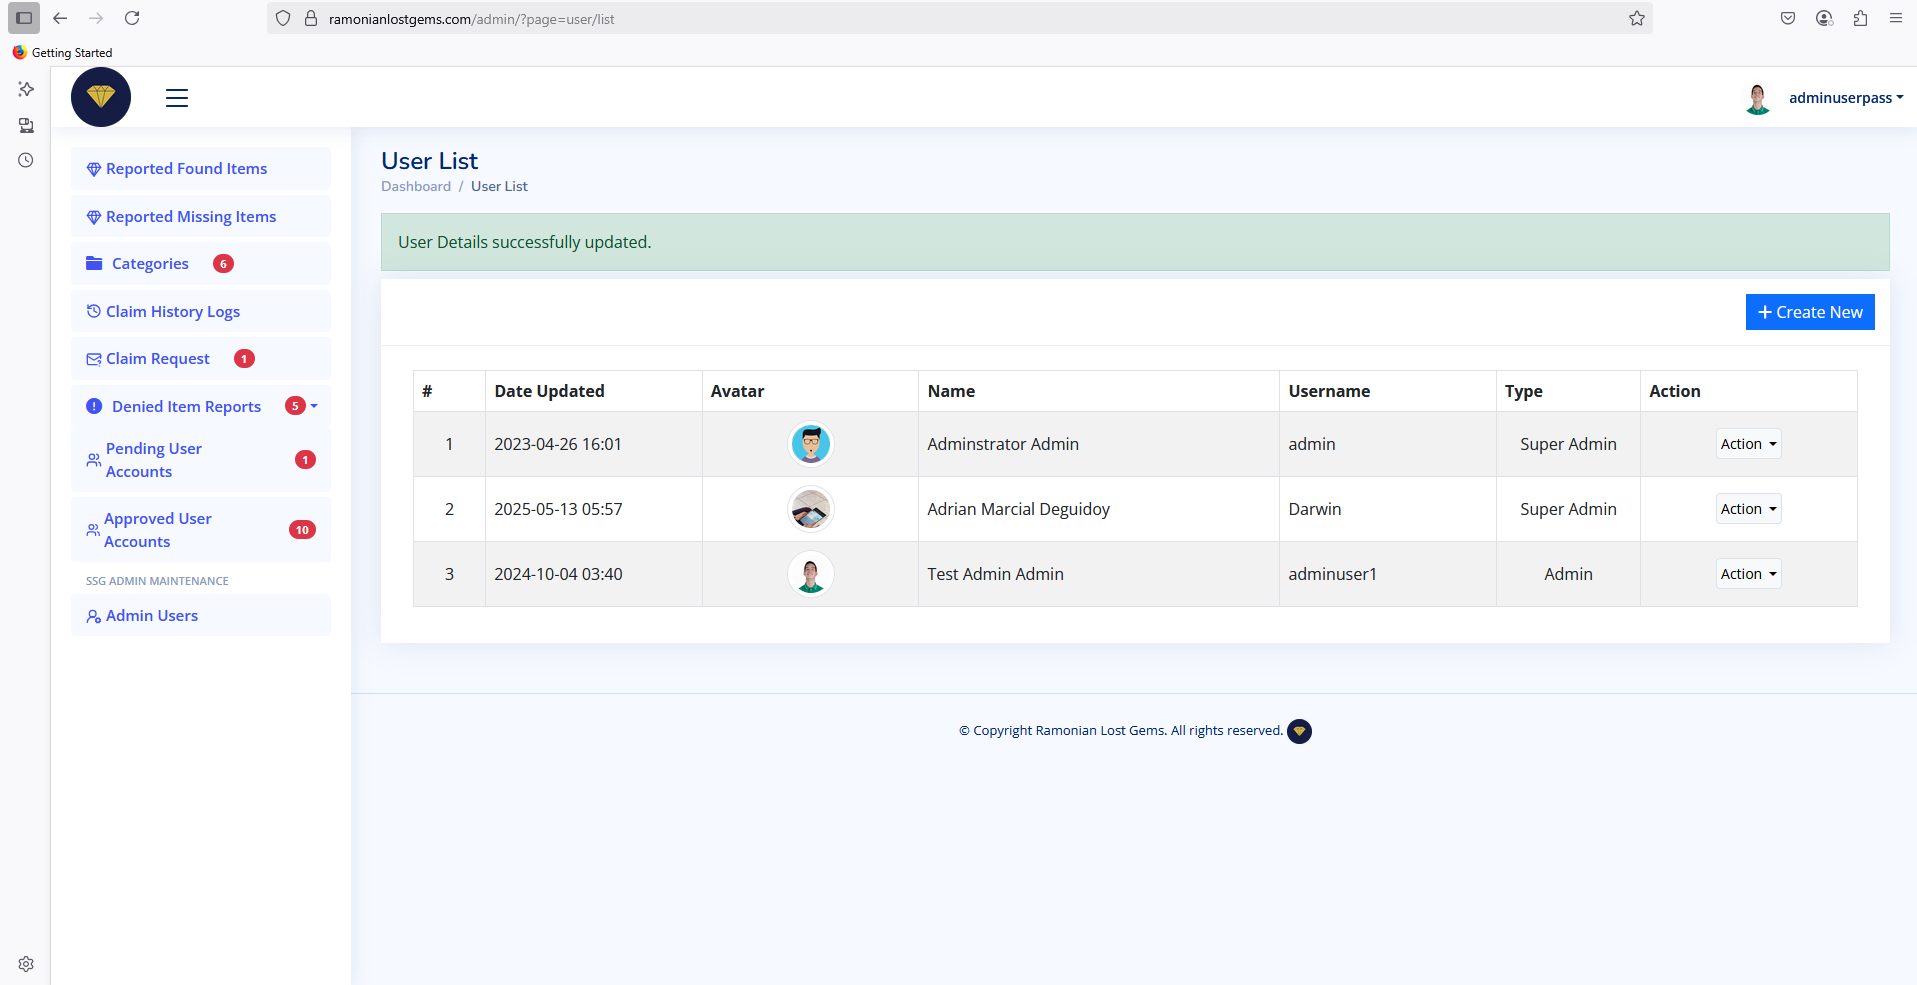 ramonianlostgems.com/admin/?page=user/list
Getting Started
adminuserpass
Reported Found Items
Reported Missing Items
Categories 6
Claim History Logs
Claim Request 1
Denied Item Reports 5
Pending User
Accounts 1
Approved User
Accounts 10
SSG ADMIN MAINTENANCE
Admin Users
User List
Dashboard / User List
User Details successfully updated.
+ Create New
# Date Updated Avatar Name Username Type Action
1 2023-04-26 16:01 Adminstrator Admin admin Super Admin Action
2 2025-05-13 05:57 Adrian Marcial Deguidoy Darwin Super Admin Action
3 2024-10-04 03:40 Test Admin Admin adminuser1 Admin Action
© Copyright Ramonian Lost Gems. All rights reserved.